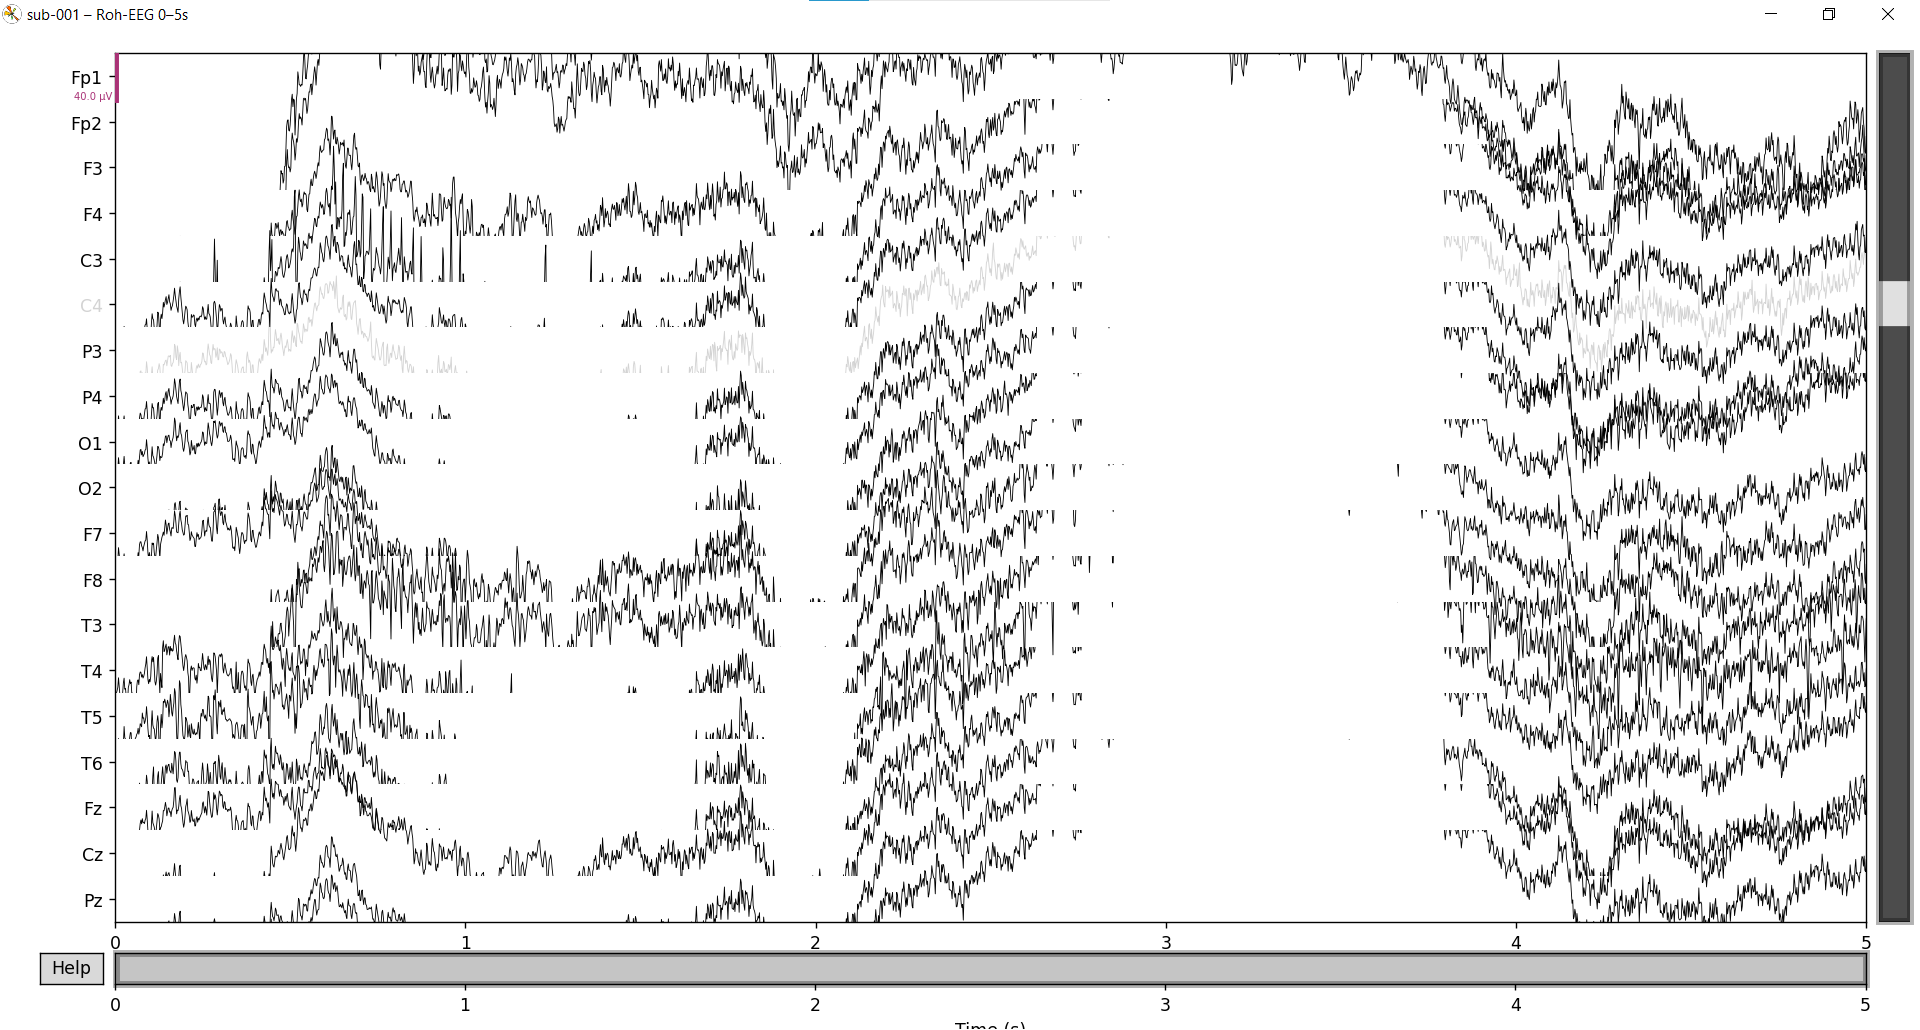 sub-001 – Roh-EEG 0–5s
Fp1
40.0 µV
Fp2
F3
F4
C3
C4
P3
P4
O1
O2
F7
F8
T3
T4
T5
T6
Fz
Cz
Pz
0 1 2 3 4 5
Help
0 1 2 3 4 5
Time (s)